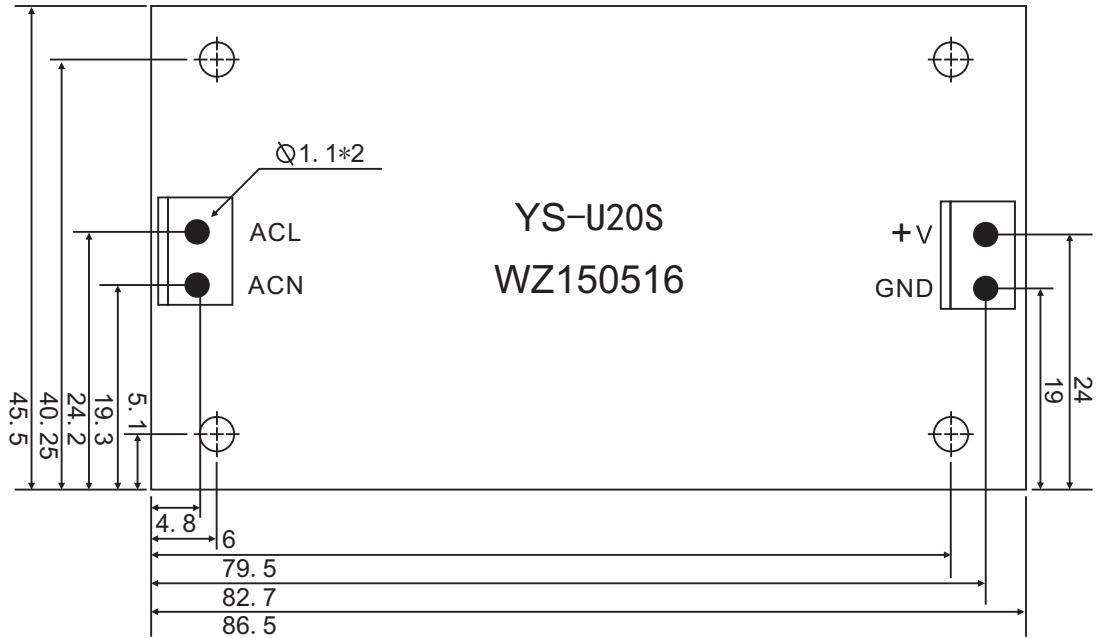 Ø1.1*2
YS-U20S
WZ150516
ACL
ACN
+V
GND
45.5
40.25
24.2
19.3
5.1
19
24
4.8
6
79.5
82.7
86.5